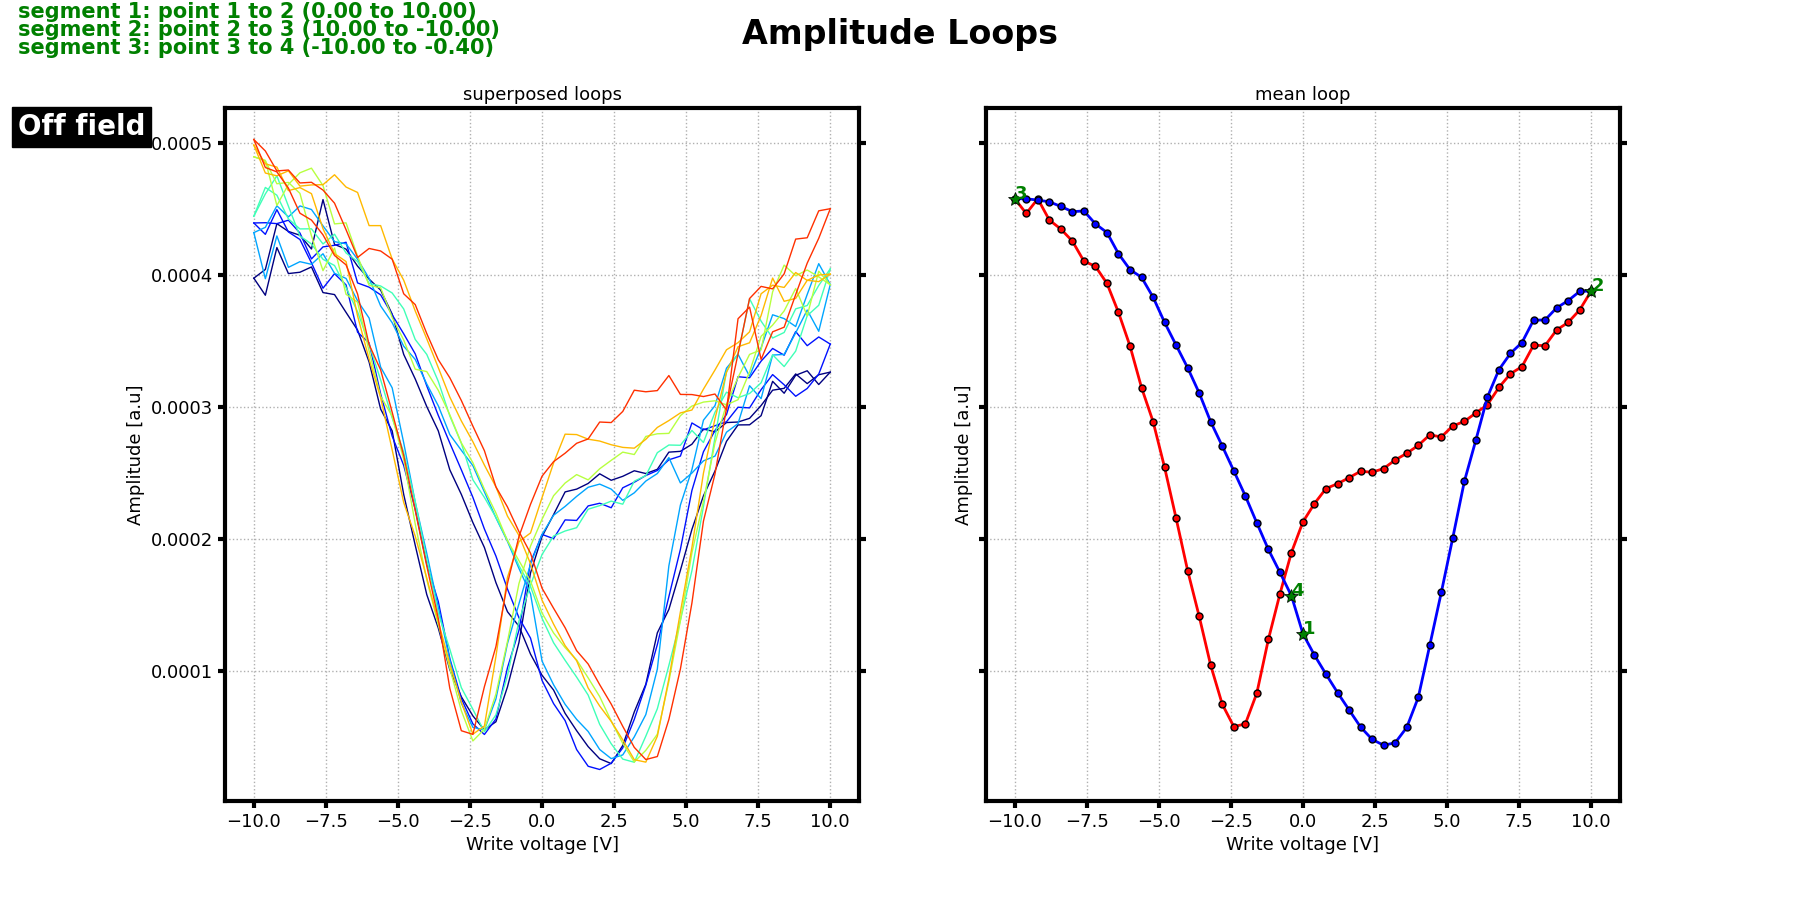 segment 1: point 1 to 2 (0.00 to 10.00)
segment 2: point 2 to 3 (10.00 to -10.00)
segment 3: point 3 to 4 (-10.00 to -0.40)
Amplitude Loops
Off field
superposed loops
0.0005
0.0004
0.0003
0.0002
0.0001
Amplitude [a.u]
−10.0 −7.5 −5.0 −2.5 0.0 2.5 5.0 7.5 10.0
Write voltage [V]
mean loop
3
2
4
1
Amplitude [a.u]
−10.0 −7.5 −5.0 −2.5 0.0 2.5 5.0 7.5 10.0
Write voltage [V]